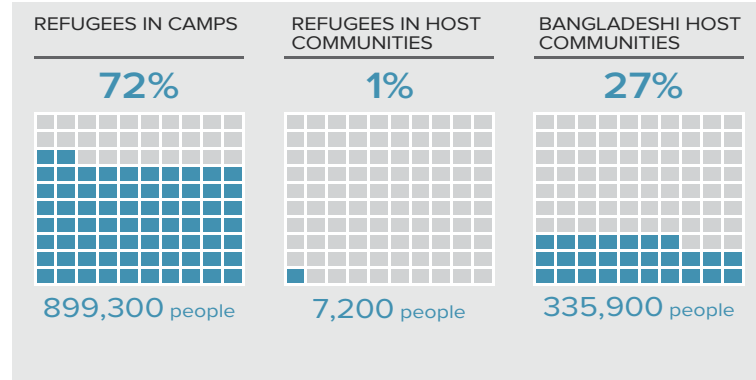 REFUGEES IN CAMPS
72%
899,300 people
REFUGEES IN HOST
COMMUNITIES
1%
7,200 people
BANGLADESHI HOST
COMMUNITIES
27%
335,900 people